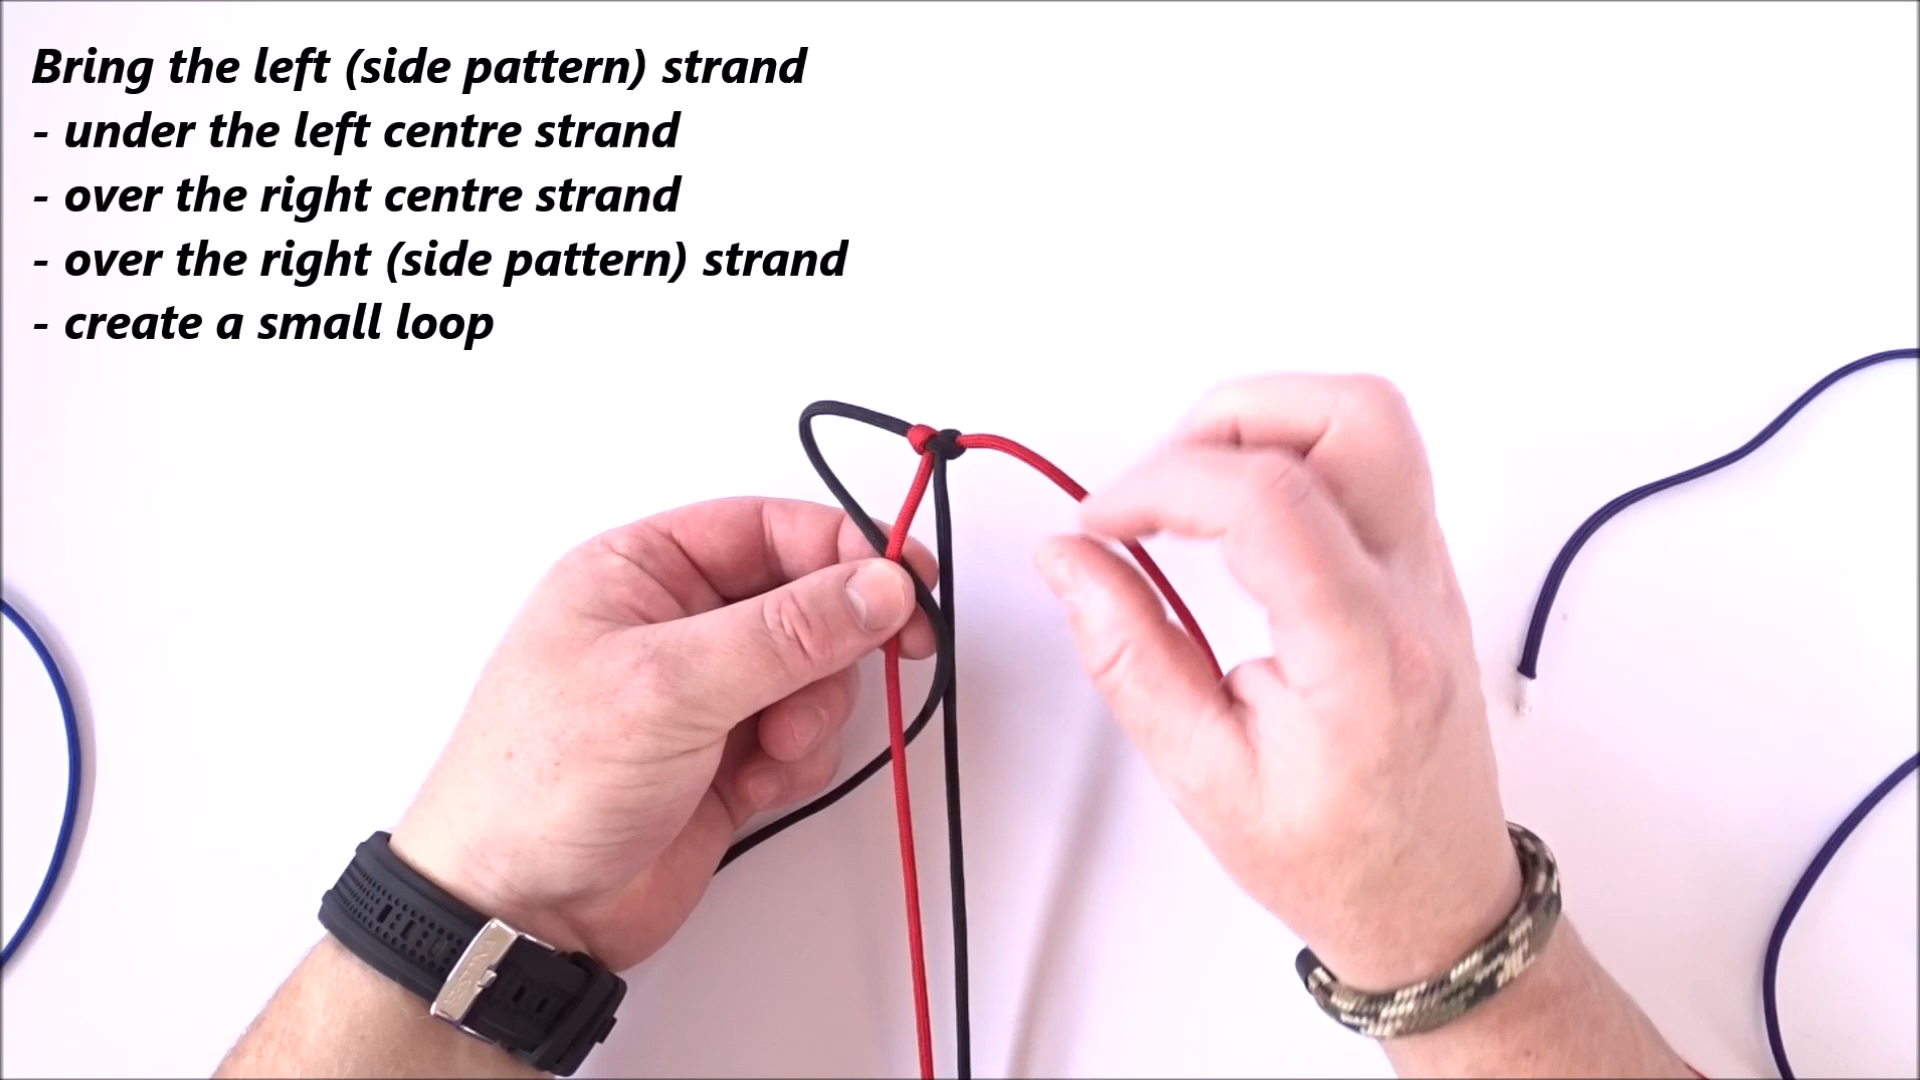 Bring the left (side pattern) strand
- under the left centre strand
- over the right centre strand
- over the right (side pattern) strand
- create a small loop